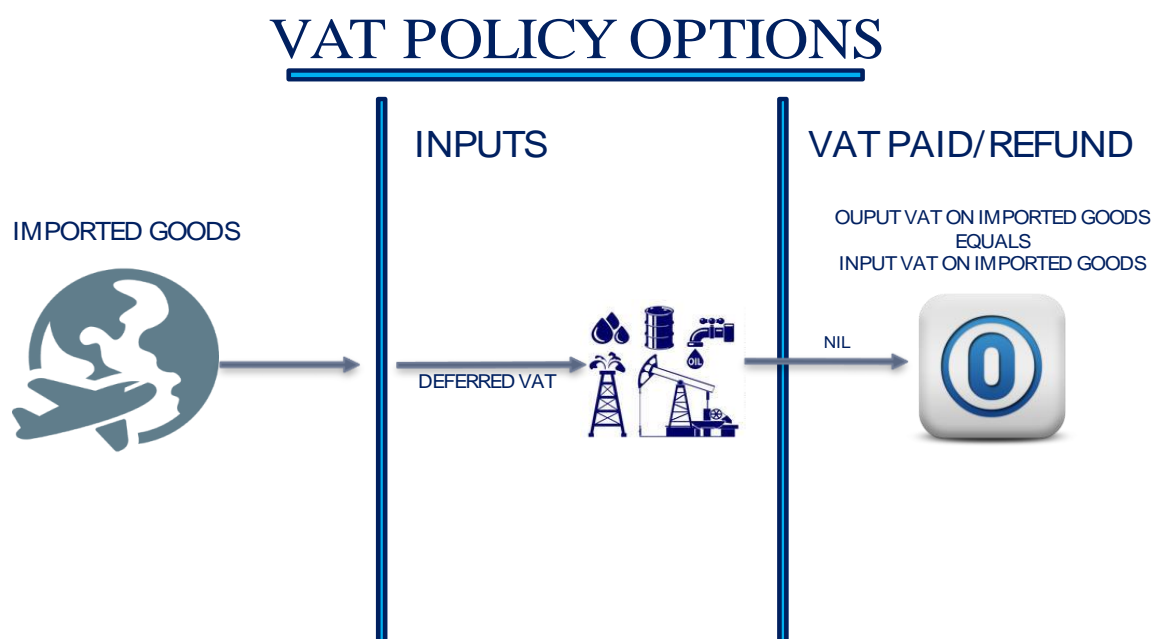 VAT POLICY OPTIONS
INPUTS
VAT PAID/REFUND
IMPORTED GOODS
OUPUT VAT ON IMPORTED GOODS
EQUALS
INPUT VAT ON IMPORTED GOODS
DEFERRED VAT
OIL
NIL
0